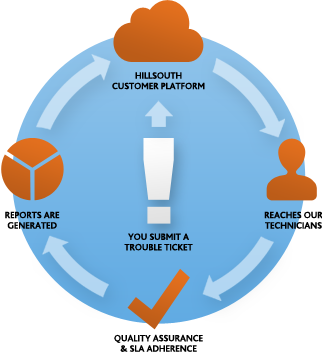 HILLSOUTH
CUSTOMER PLATFORM
REACHES OUR
TECHNICIANS
QUALITY ASSURANCE
& SLA ADHERENCE
REPORTS ARE
GENERATED
YOU SUBMIT A
TROUBLE TICKET